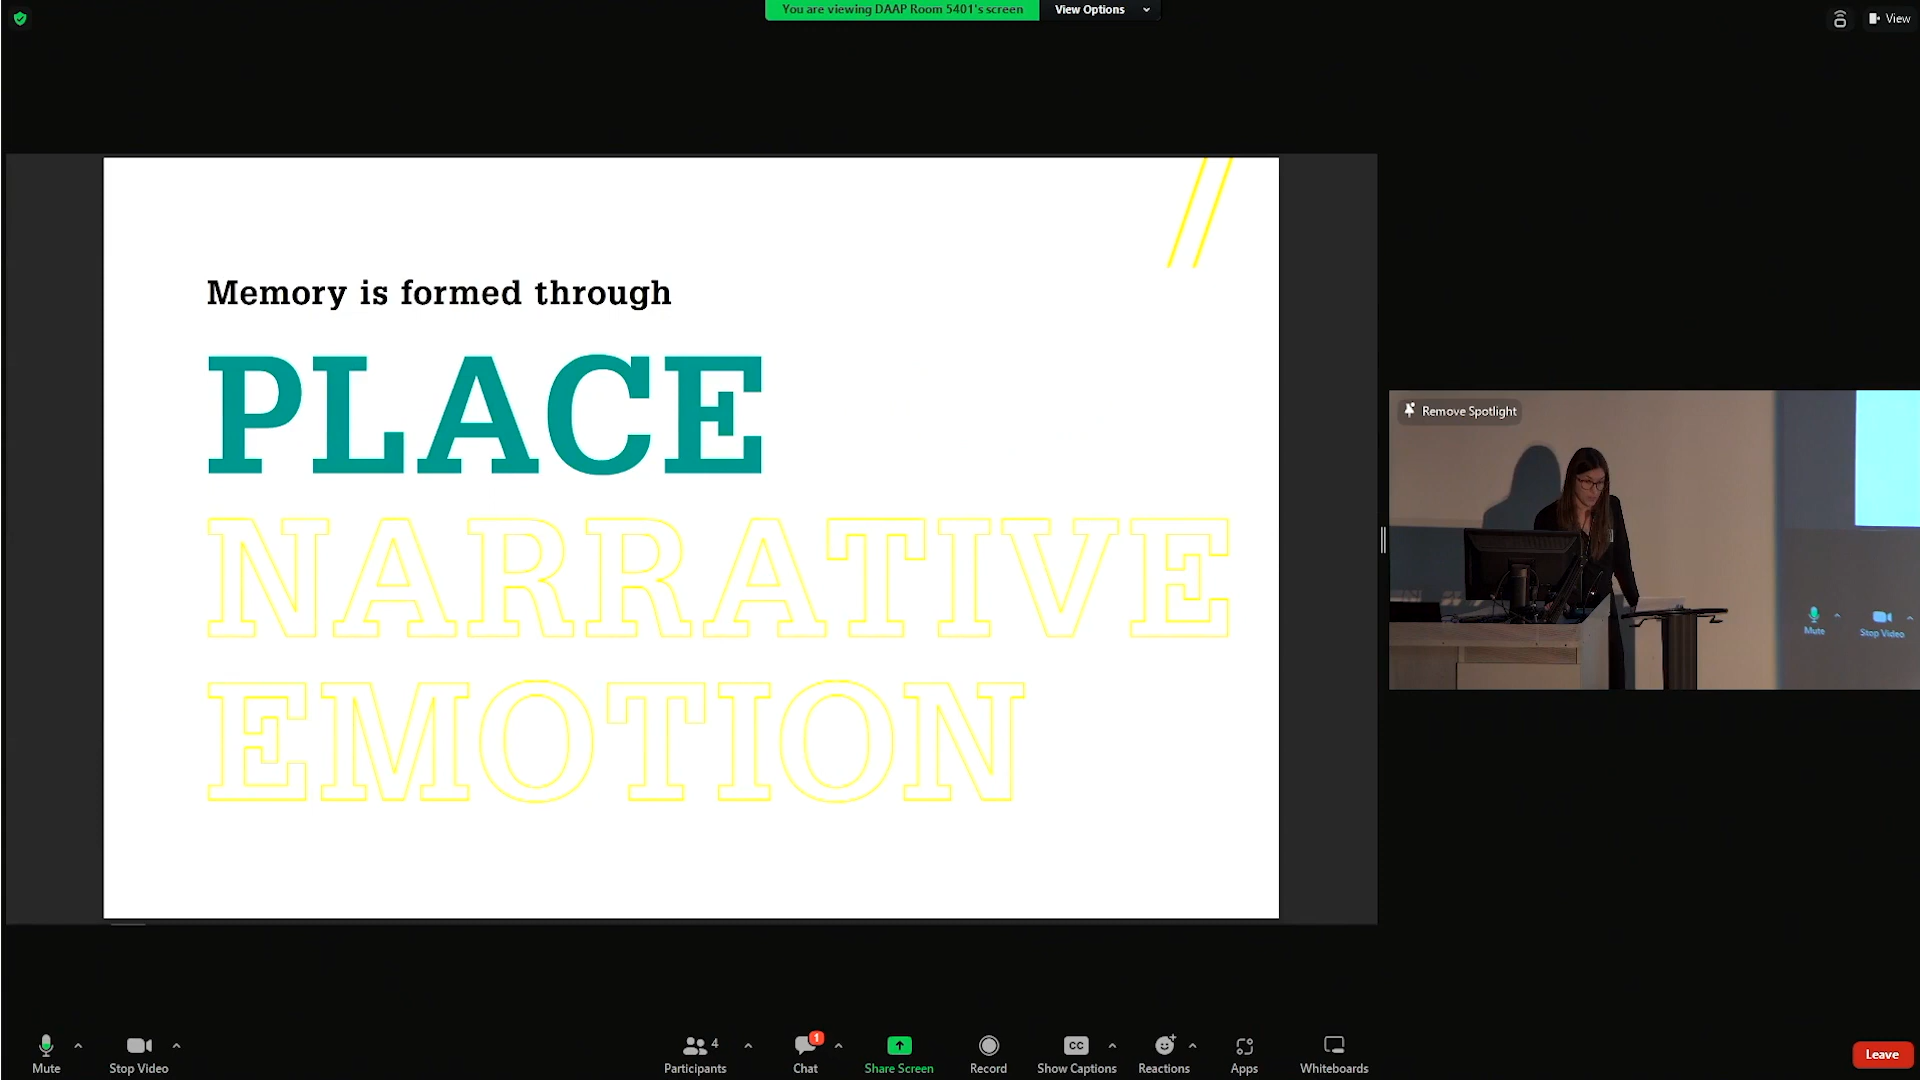 You are viewing DAAP Room 5401's screen
View Options
View
Memory is formed through
PLACE
NARRATIVE
EMOTION
Remove Spotlight
Mute
Stop Video
Mute
Stop Video
Participants
4
Chat
1
Share Screen
Record
CC
Show Captions
Reactions
Apps
Whiteboards
Leave